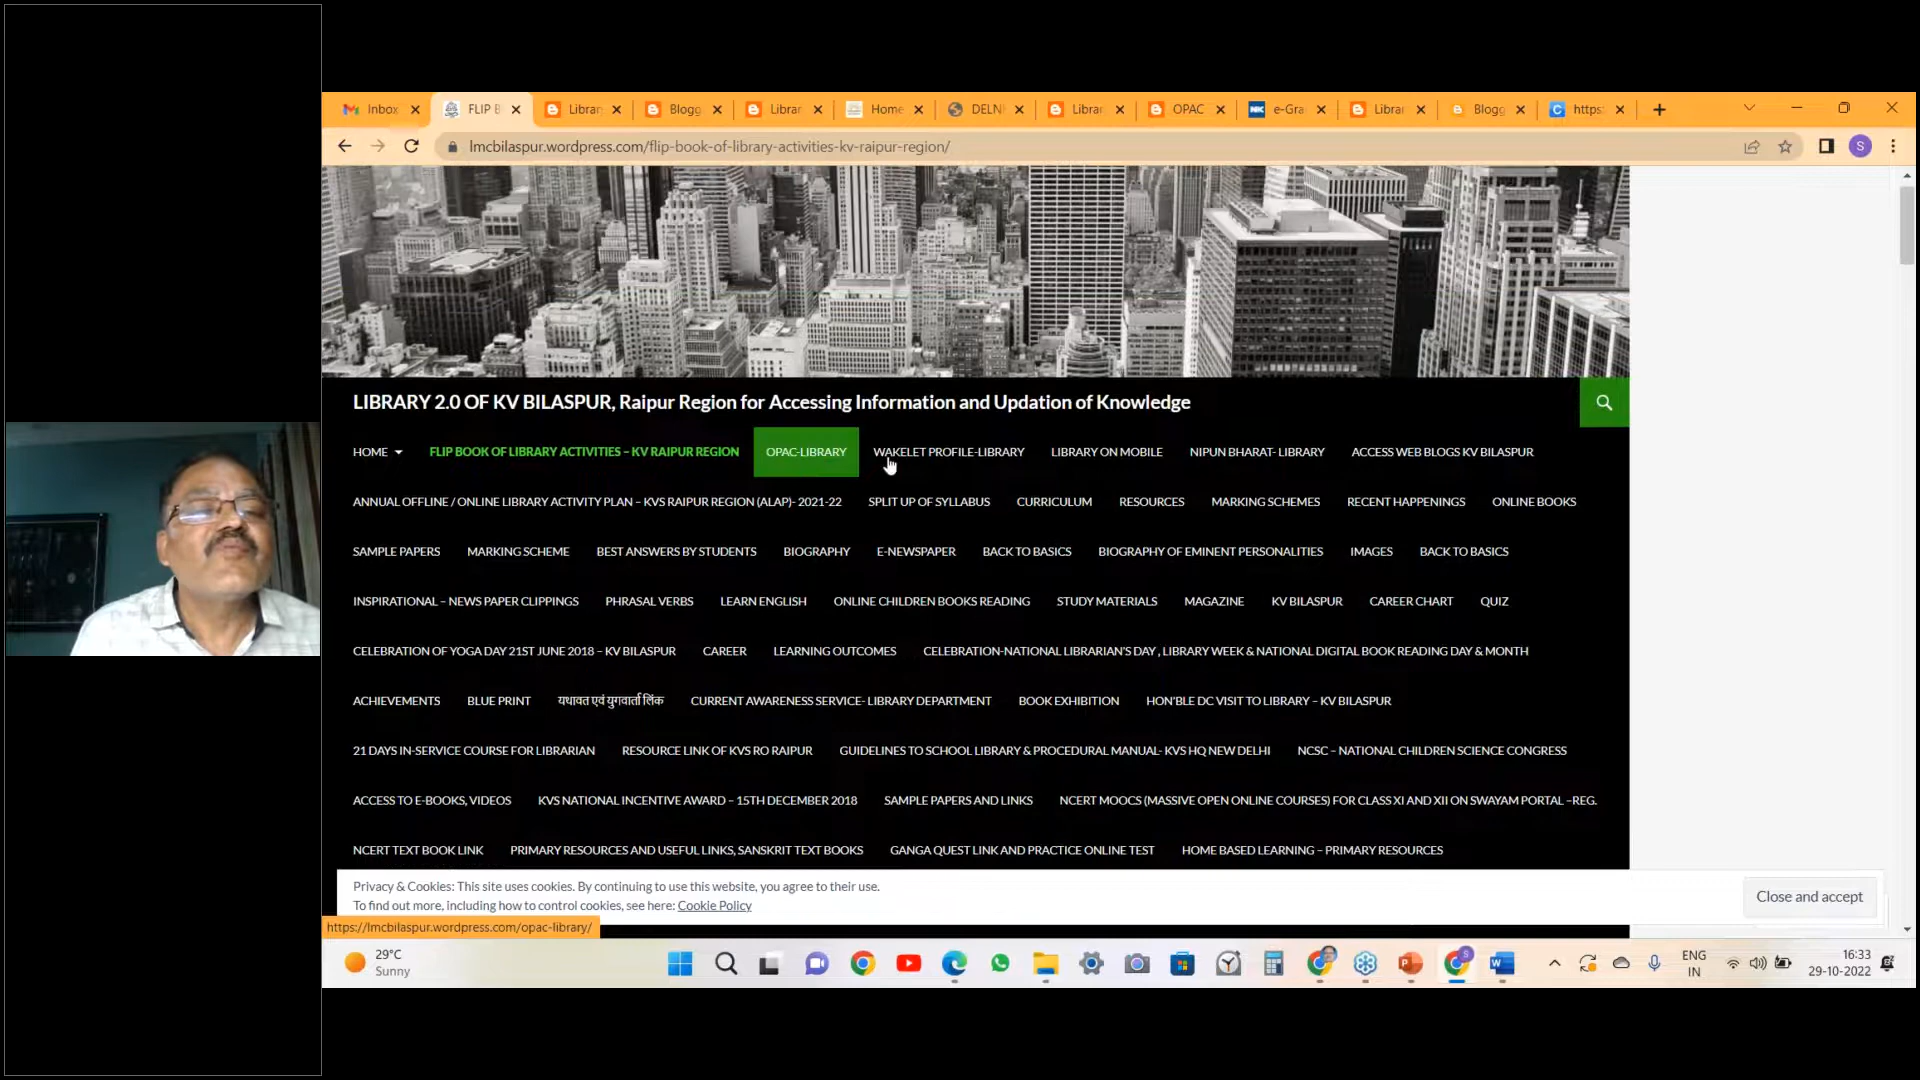 Inbox
FLIP B
Librar
Blogg
Librar
Home
DELN
Librar
OPAC
e-Gra
Librar
Blogg
https:
lmcbilaspur.wordpress.com/flip-book-of-library-activities-kv-raipur-region/
S
LIBRARY 2.0 OF KV BILASPUR, Raipur Region for Accessing Information and Updation of Knowledge
HOME FLIP BOOK OF LIBRARY ACTIVITIES – KV RAIPUR REGION OPAC-LIBRARY WAKELET PROFILE-LIBRARY LIBRARY ON MOBILE NIPUN BHARAT- LIBRARY ACCESS WEB BLOGS KV BILASPUR
ANNUAL OFFLINE / ONLINE LIBRARY ACTIVITY PLAN – KVS RAIPUR REGION (ALAP)- 2021-22 SPLIT UP OF SYLLABUS CURRICULUM RESOURCES MARKING SCHEMES RECENT HAPPENINGS ONLINE BOOKS
SAMPLE PAPERS MARKING SCHEME BEST ANSWERS BY STUDENTS BIOGRAPHY E-NEWSPAPER BACK TO BASICS BIOGRAPHY OF EMINENT PERSONALITIES IMAGES BACK TO BASICS
INSPIRATIONAL – NEWS PAPER CLIPPINGS PHRASAL VERBS LEARN ENGLISH ONLINE CHILDREN BOOKS READING STUDY MATERIALS MAGAZINE KV BILASPUR CAREER CHART QUIZ
CELEBRATION OF YOGA DAY 21ST JUNE 2018 – KV BILASPUR CAREER LEARNING OUTCOMES CELEBRATION-NATIONAL LIBRARIAN'S DAY , LIBRARY WEEK & NATIONAL DIGITAL BOOK READING DAY & MONTH
ACHIEVEMENTS BLUE PRINT यथावत एवं युगवार्ता लिंक CURRENT AWARENESS SERVICE- LIBRARY DEPARTMENT BOOK EXHIBITION HON'BLE DC VISIT TO LIBRARY – KV BILASPUR
21 DAYS IN-SERVICE COURSE FOR LIBRARIAN RESOURCE LINK OF KVS RO RAIPUR GUIDELINES TO SCHOOL LIBRARY & PROCEDURAL MANUAL- KVS HQ NEW DELHI NCSC – NATIONAL CHILDREN SCIENCE CONGRESS
ACCESS TO E-BOOKS, VIDEOS KVS NATIONAL INCENTIVE AWARD – 15TH DECEMBER 2018 SAMPLE PAPERS AND LINKS NCERT MOOCS (MASSIVE OPEN ONLINE COURSES) FOR CLASS XI AND XII ON SWAYAM PORTAL –REG.
NCERT TEXT BOOK LINK PRIMARY RESOURCES AND USEFUL LINKS, SANSKRIT TEXT BOOKS GANGA QUEST LINK AND PRACTICE ONLINE TEST HOME BASED LEARNING – PRIMARY RESOURCES
Privacy & Cookies: This site uses cookies. By continuing to use this website, you agree to their use.
To find out more, including how to control cookies, see here: Cookie Policy
Close and accept
https://lmcbilaspur.wordpress.com/opac-library/
29°C
Sunny
ENG
IN
16:33
29-10-2022